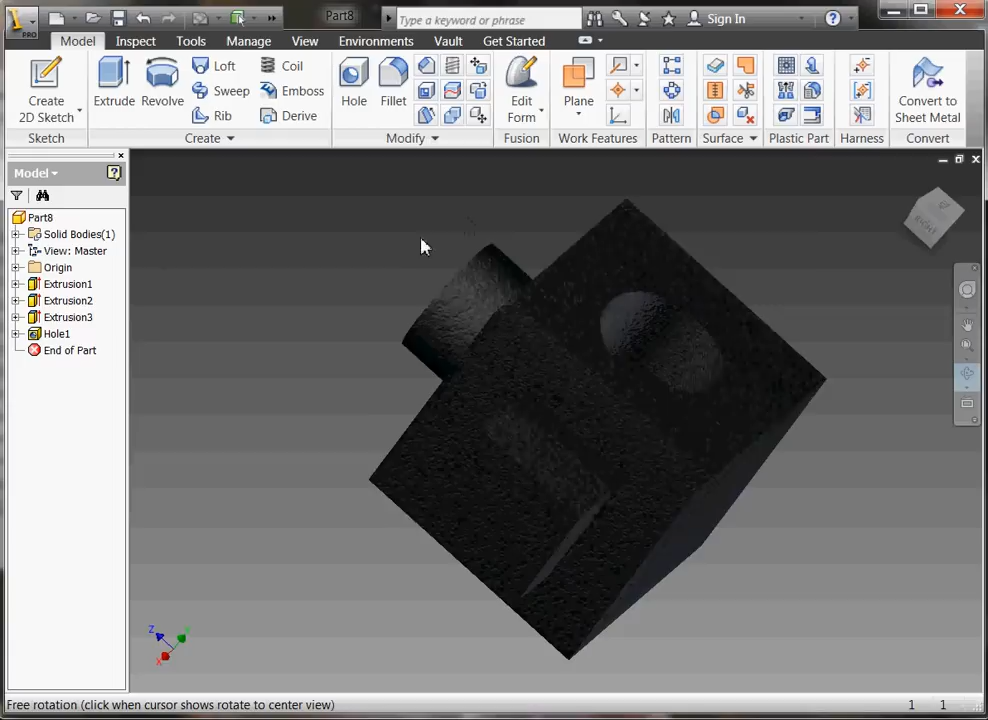 PRO
Part8
Type a keyword or phrase
Sign In
Model Inspect Tools Manage View Environments Vault Get Started
Create
2D Sketch
Extrude
Revolve
Loft
Sweep
Rib
Coil
Emboss
Derive
Hole
Fillet
Edit
Form
Plane
Convert to
Sheet Metal
Sketch Create Modify Fusion Work Features Pattern Surface Plastic Part Harness Convert
Model
Part8
Solid Bodies(1)
View: Master
Origin
Extrusion1
Extrusion2
Extrusion3
Hole1
End of Part
Z
X
Free rotation (click when cursor shows rotate to center view)
1 1